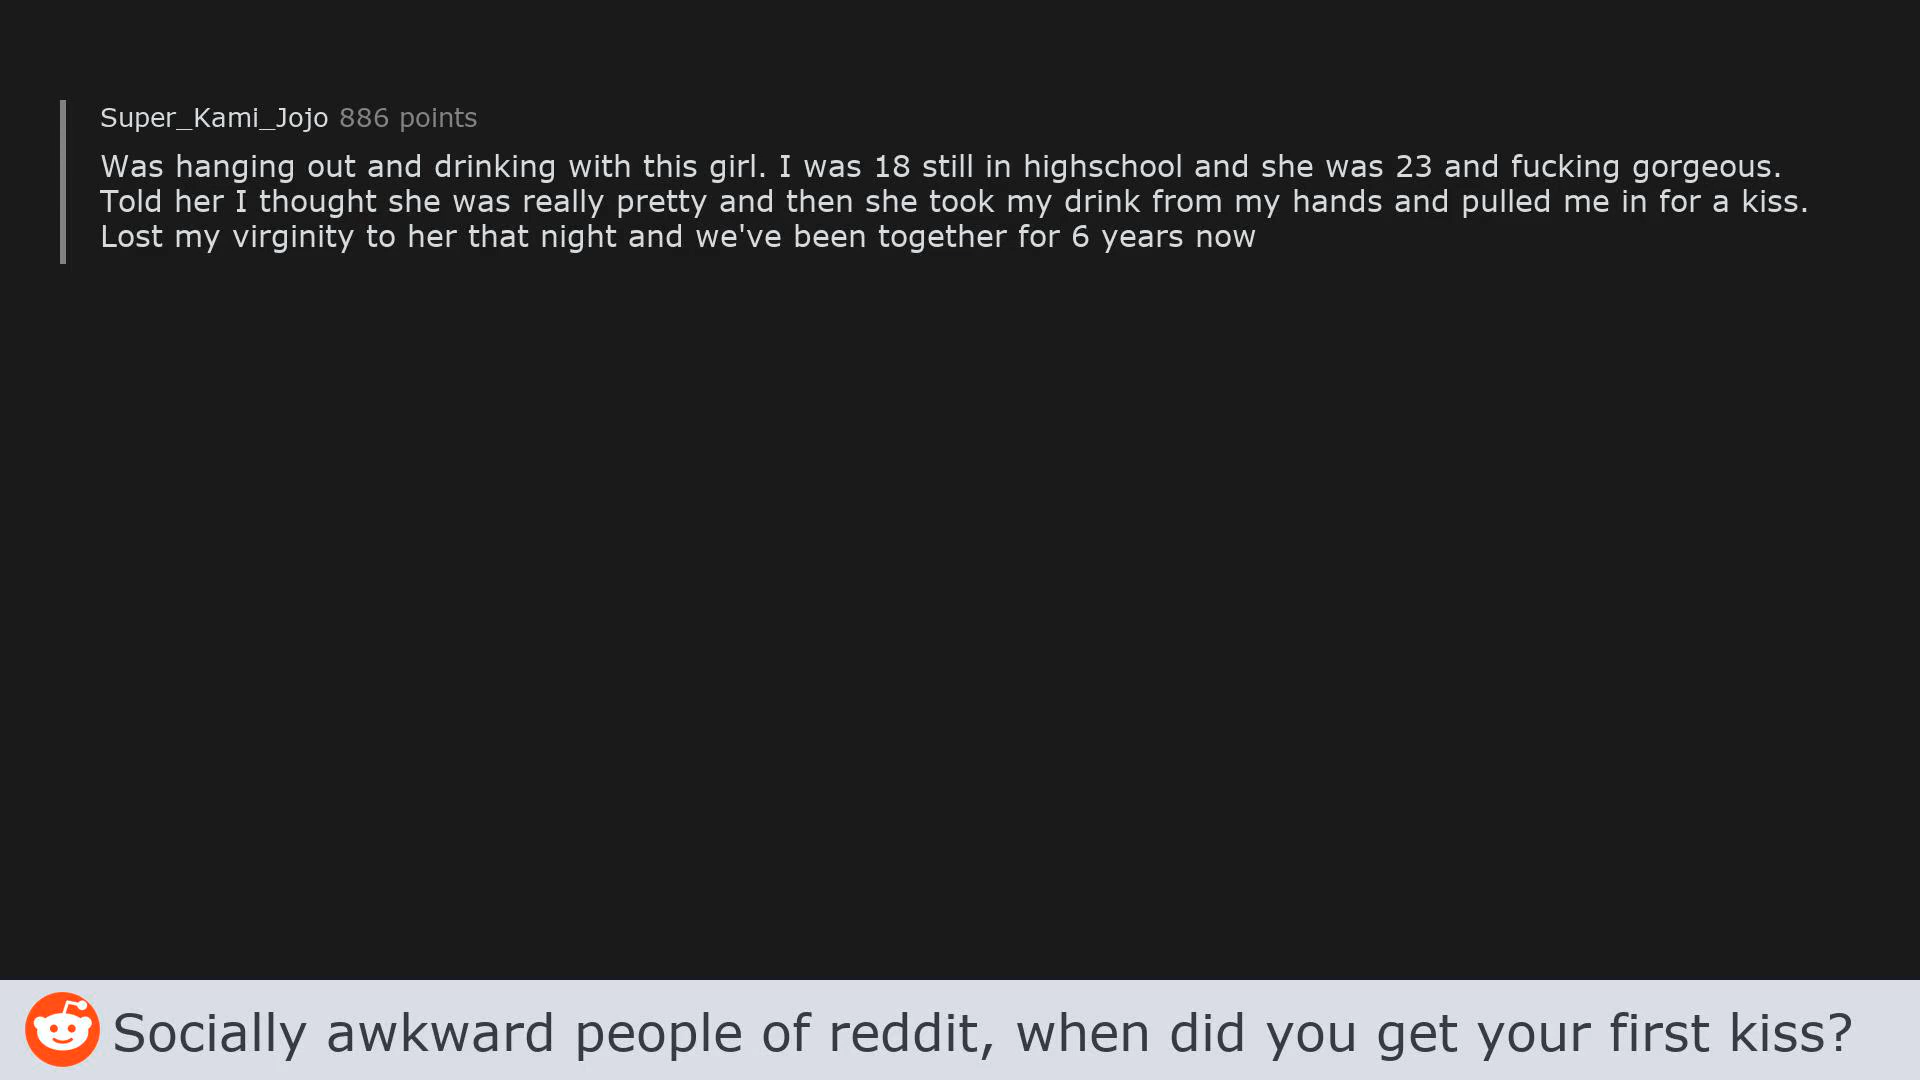 Super_Kami_Jojo 886 points
Was hanging out and drinking with this girl. I was 18 still in highschool and she was 23 and fucking gorgeous.
Told her I thought she was really pretty and then she took my drink from my hands and pulled me in for a kiss.
Lost my virginity to her that night and we've been together for 6 years now
Socially awkward people of reddit, when did you get your first kiss?